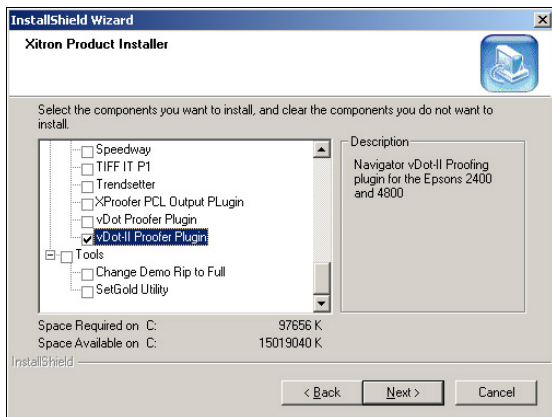 InstallShield Wizard
Xitron Product Installer
Select the components you want to install, and clear the components you do not want to
install.
Speedway
TIFF IT P1
Trendsetter
XProofer PCL Output PLugin
vDot Proofer Plugin
vDot-II Proofer Plugin
Tools
Change Demo Rip to Full
SetGold Utility
Description
Navigator vDot-II Proofing
plugin for the Epsons 2400
and 4800
Space Required on C: 97656 K
Space Available on C: 15019040 K
InstallShield
< Back Next > Cancel